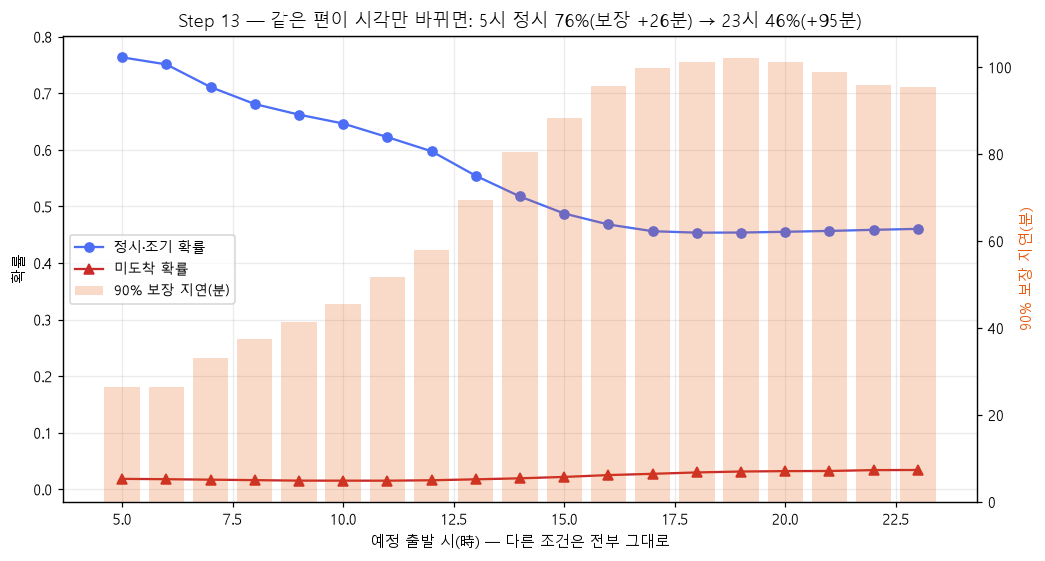 Step 13 — 같은 편이 시각만 바뀌면: 5시 정시 76%(보장 +26분) → 23시 46%(+95분)
확률
0.8
0.7
0.6
0.5
0.4
0.3
0.2
0.1
0.0
정시·조기 확률
미도착 확률
90% 보장 지연(분)
100
80
60
40
20
0
90% 보장 지연(분)
5.0 7.5 10.0 12.5 15.0 17.5 20.0 22.5
예정 출발 시(時) — 다른 조건은 전부 그대로